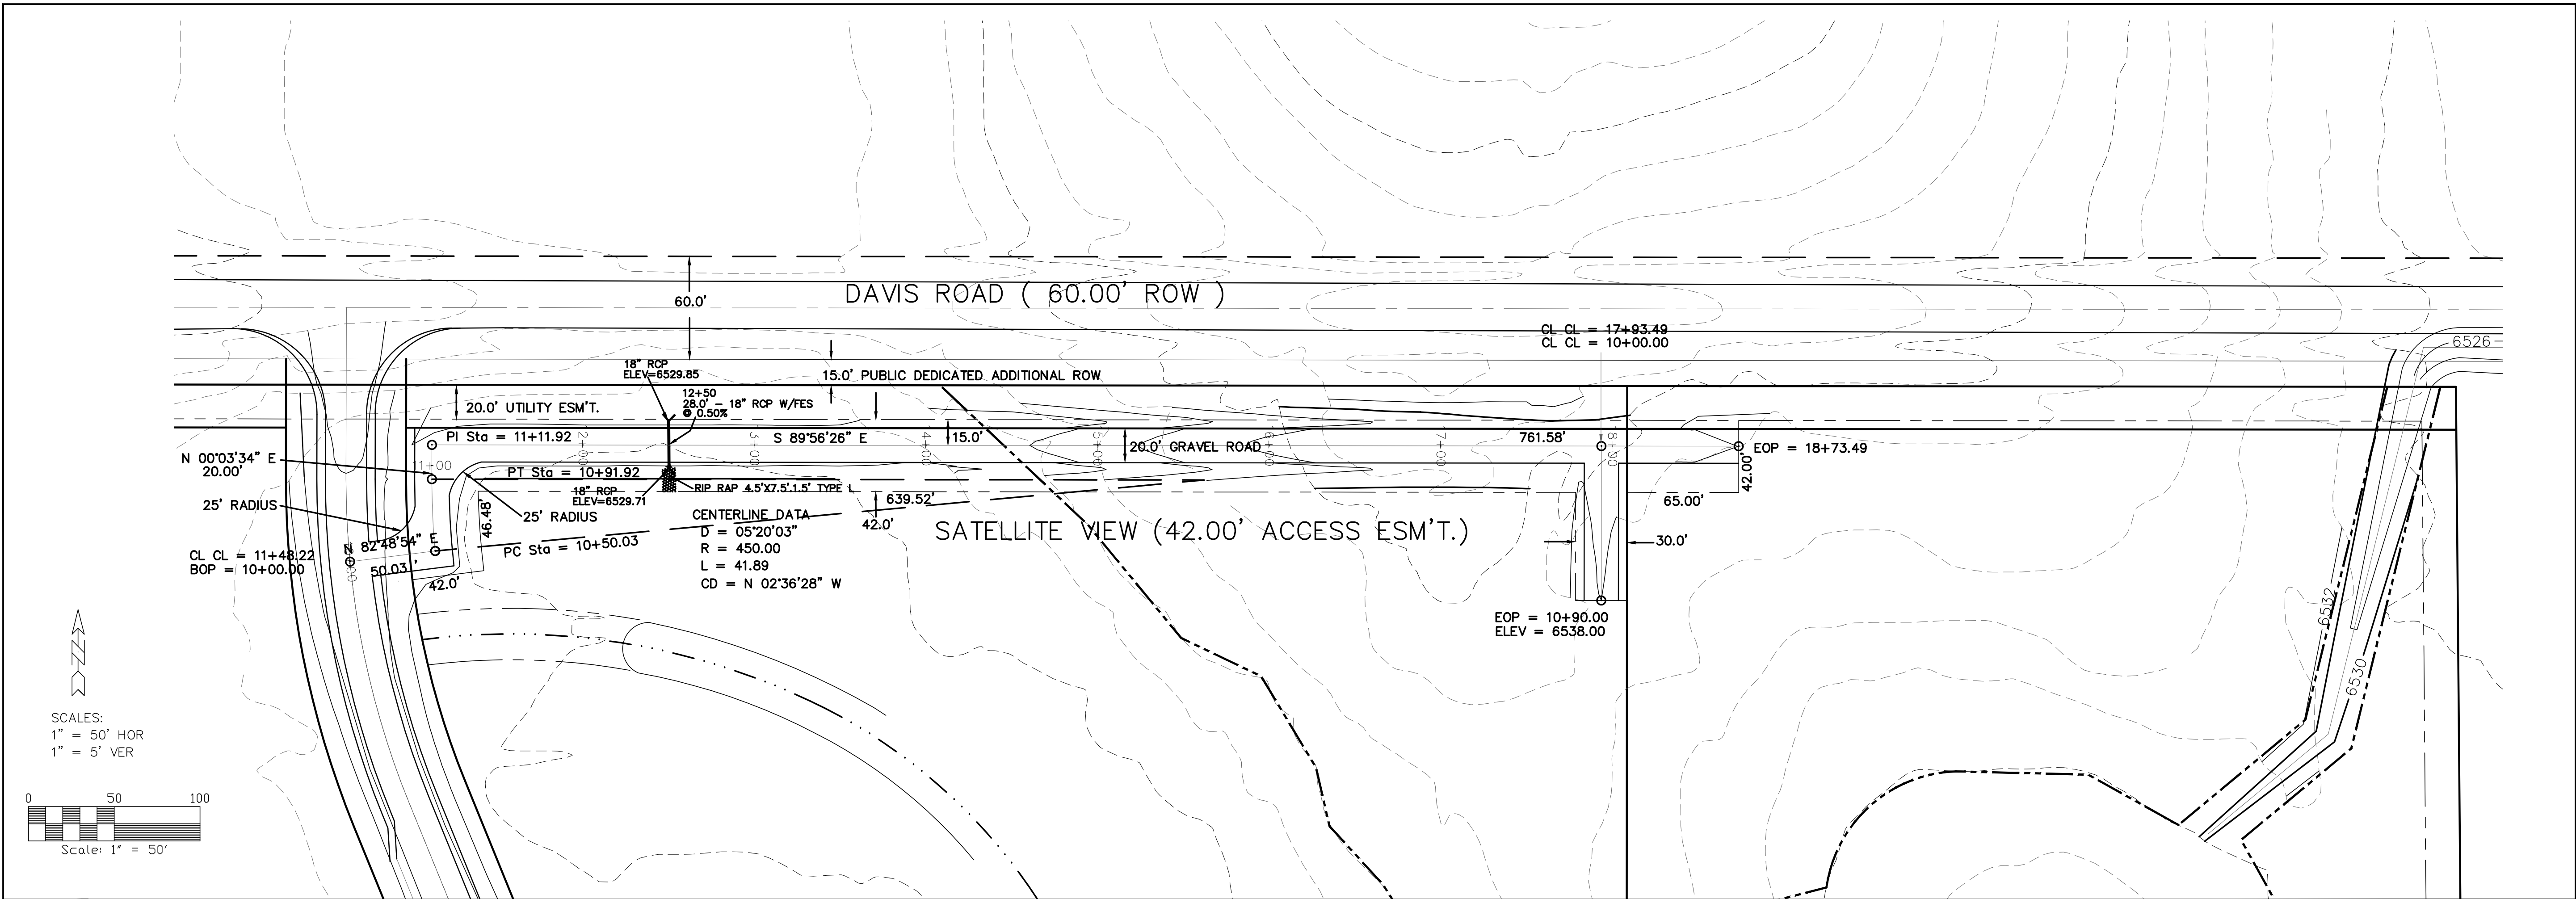 DAVIS ROAD ( 60.00' ROW )
60.0'
CL CL = 17+93.49
CL CL = 10+00.00
6526
18" RCP
ELEV=6529.85
15.0' PUBLIC DEDICATED ADDITIONAL ROW
12+50
28.0' - 18" RCP W/FES
@ 0.50%
20.0' UTILITY ESM'T.
PI Sta = 11+11.92
2+00
3+00
S 89°56'26" E
4+00
15.0'
5+00
20.0' GRAVEL ROAD
6+00
7+00
761.58'
8+00
EOP = 18+73.49
N 00°03'34" E
20.00'
11+00
PT Sta = 10+91.92
42.00'
18" RCP
ELEV=6529.71
RIP RAP 4.5'X7.5',1.5' TYPE L
639.52'
65.00'
25' RADIUS
25' RADIUS
46.48'
CENTERLINE DATA
42.0'
SATELLITE VIEW (42.00' ACCESS ESM'T.)
D = 05°20'03"
R = 450.00
L = 41.89
CD = N 02°36'28" W
30.0'
N 82°48'54" E
PC Sta = 10+50.03
CL CL = 11+48.22
BOP = 10+00.00
50.03 '
42.0'
EOP = 10+90.00
ELEV = 6538.00
6532
6530
N
SCALES:
1" = 50' HOR
1" = 5' VER
0 50 100
Scale: 1" = 50'